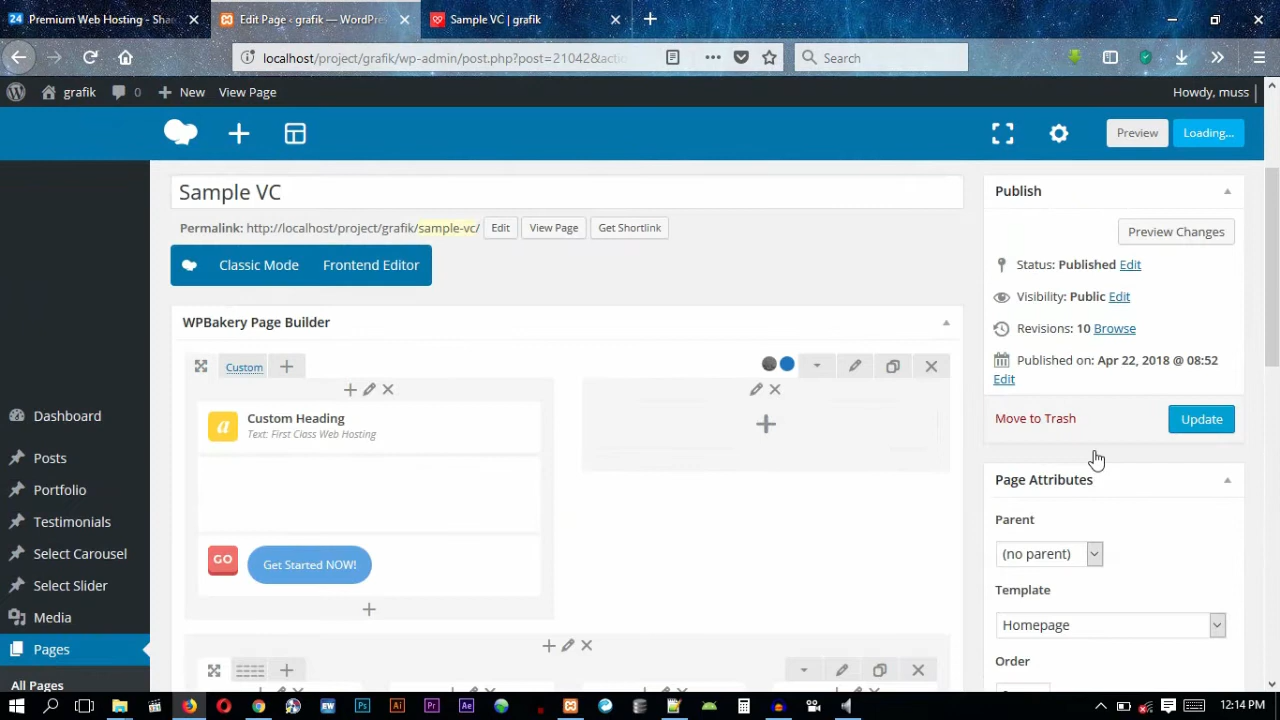 Premium Web Hosting - Sha
Edit Page ‹ grafik — WordPre
Sample VC | grafik
localhost/project/grafik/wp-admin/post.php?post=21042&acti
Search
grafik
0
New
View Page
Howdy, muss
Preview
Loading...
Sample VC
Permalink: http://localhost/project/grafik/sample-vc/
Edit
View Page
Get Shortlink
Classic Mode
Frontend Editor
WPBakery Page Builder
Custom
Custom Heading
Text: First Class Web Hosting
GO
Get Started NOW!
Publish
Preview Changes
Status: Published Edit
Visibility: Public Edit
Revisions: 10 Browse
Published on: Apr 22, 2018 @ 08:52
Edit
Move to Trash
Update
Page Attributes
Parent
(no parent)
Template
Homepage
Order
Dashboard
Posts
Portfolio
Testimonials
Select Carousel
Select Slider
Media
Pages
All Pages
12:14 PM